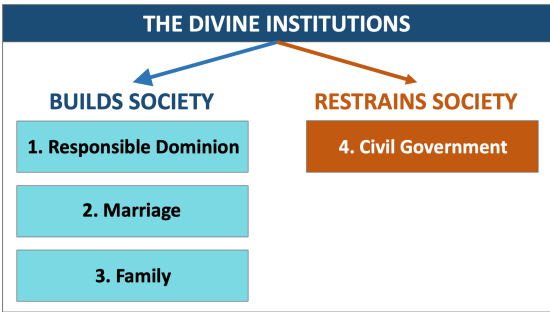 THE DIVINE INSTITUTIONS
BUILDS SOCIETY
1. Responsible Dominion
2. Marriage
3. Family
RESTRAINS SOCIETY
4. Civil Government